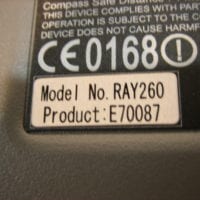 Compass Safe Distance
THIS DEVICE COMPLIES WITH PART
OPERATION IS SUBJECT TO
DEVICE DOES NOT CAUSE HARMF
CE0168
Model No. RAY260
Product:E70087